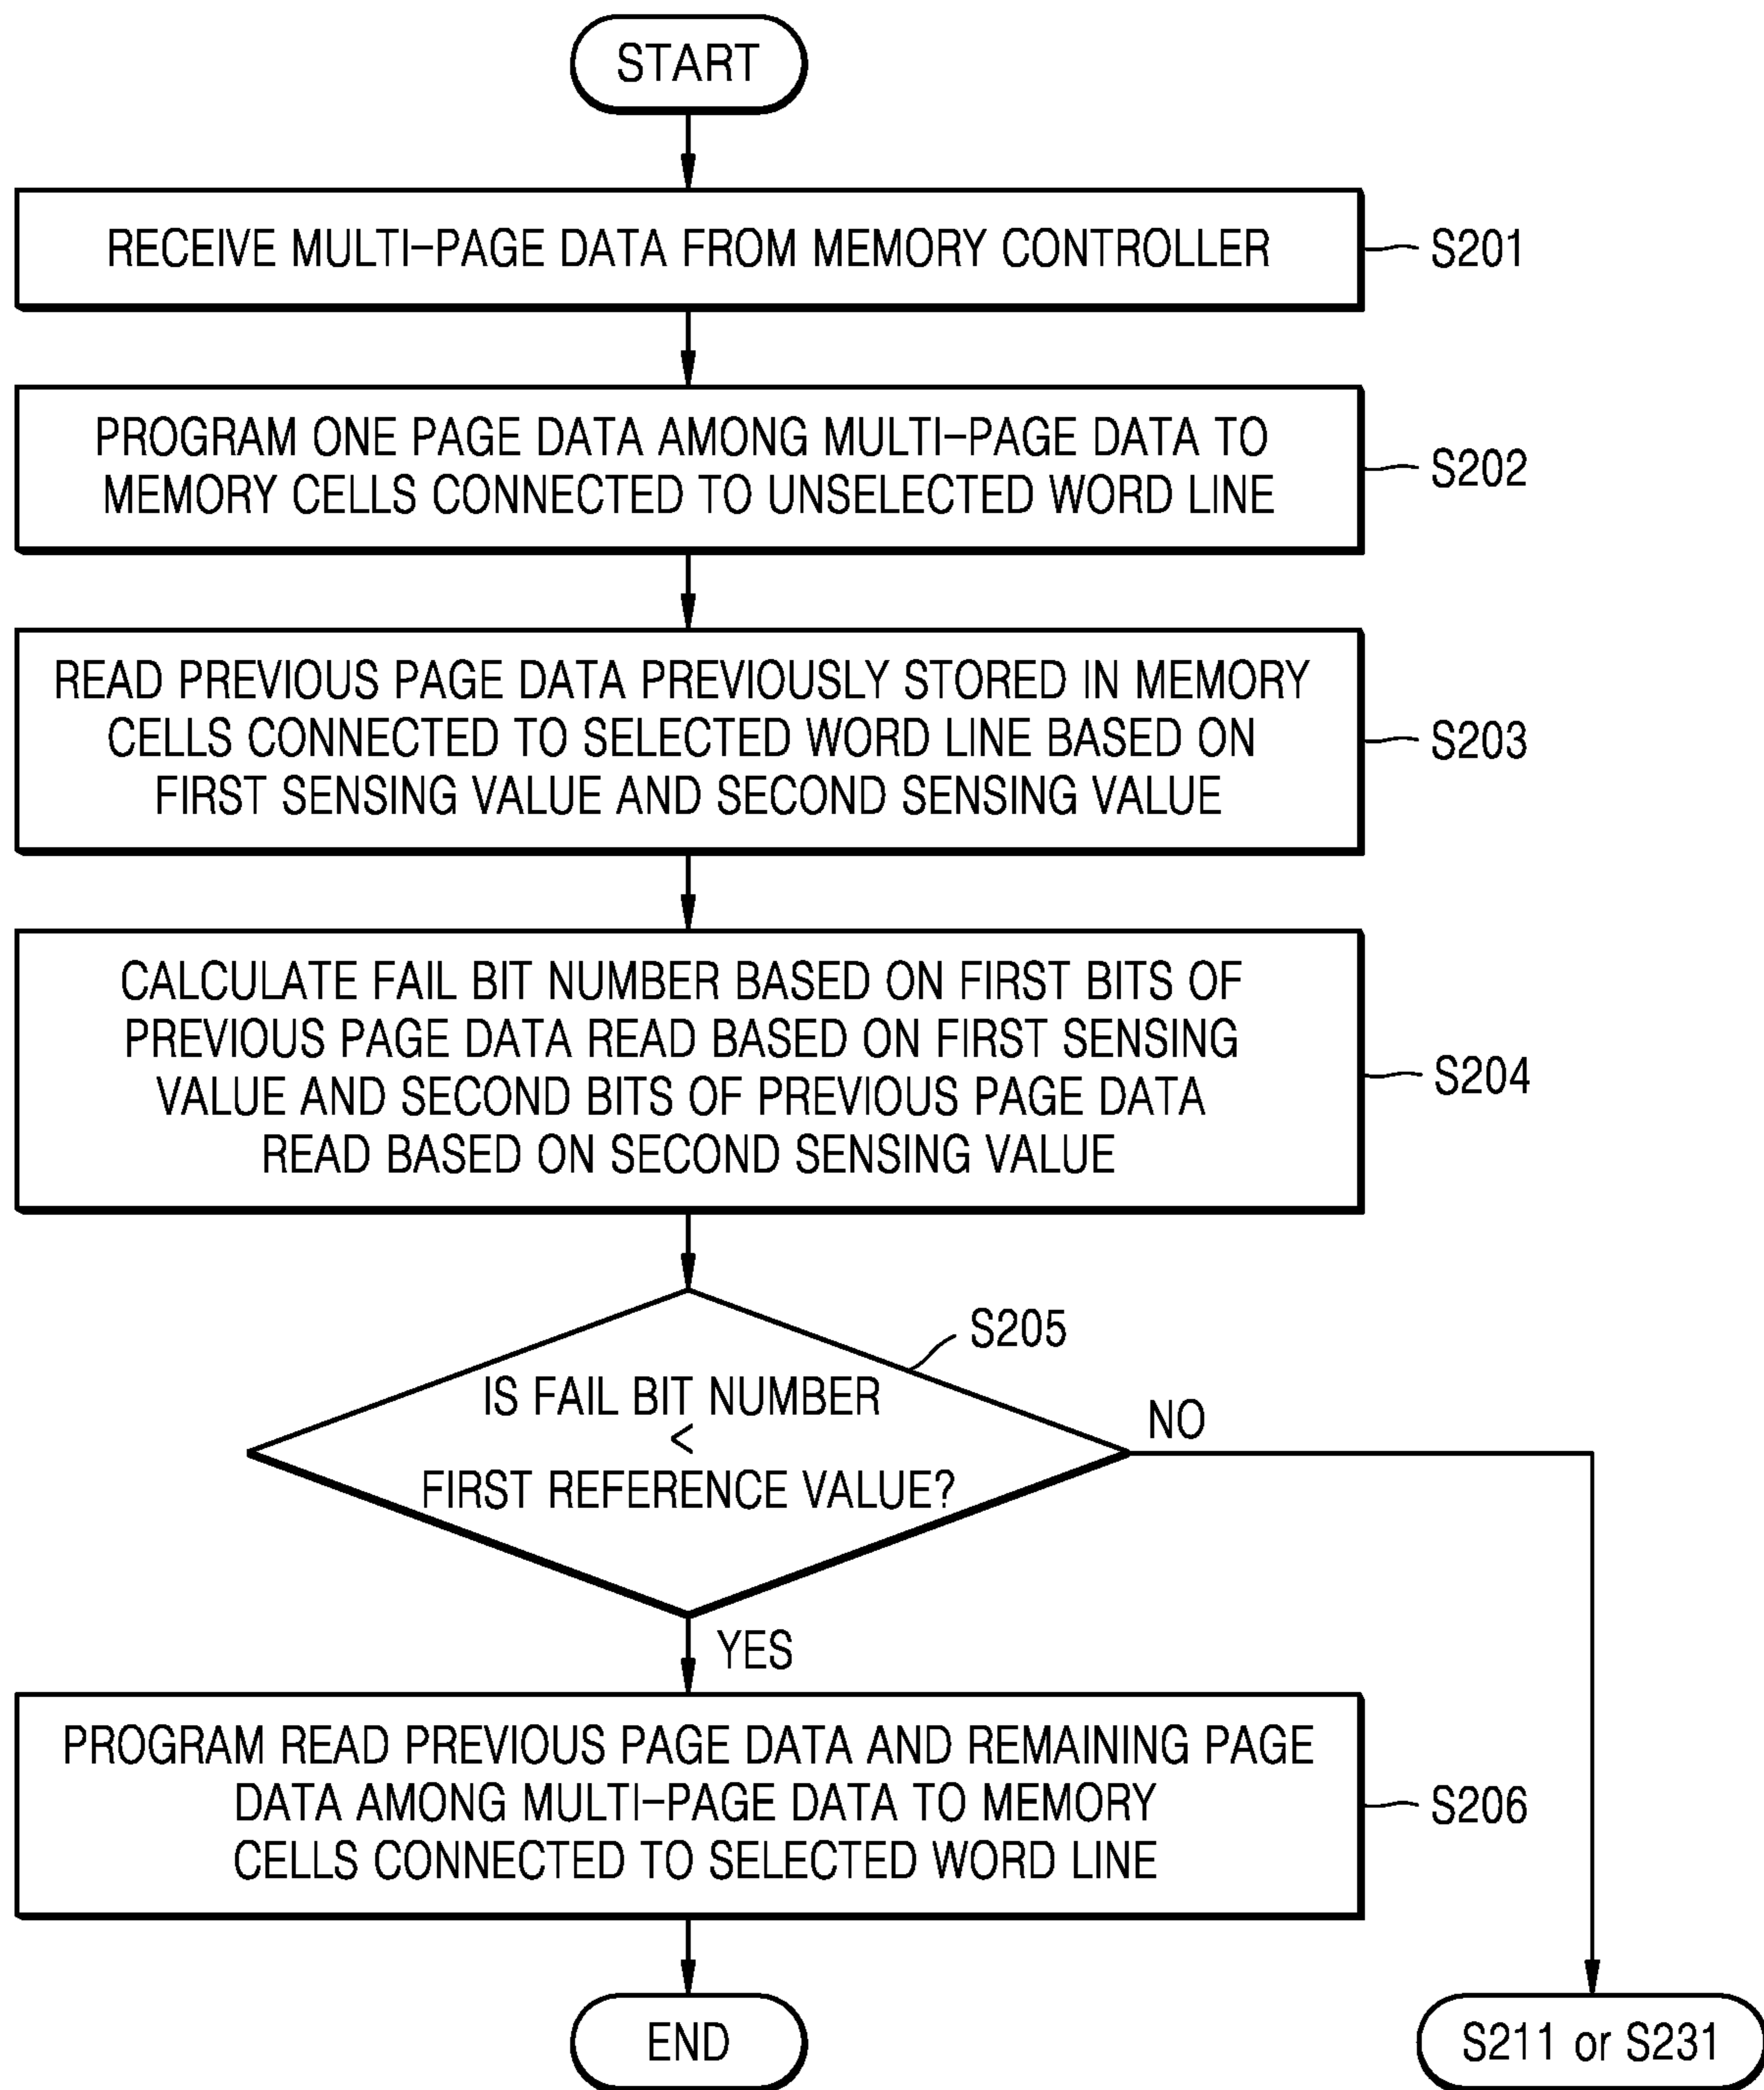 START
RECEIVE MULTI-PAGE DATA FROM MEMORY CONTROLLER
S201
PROGRAM ONE PAGE DATA AMONG MULTI-PAGE DATA TO
MEMORY CELLS CONNECTED TO UNSELECTED WORD LINE
S202
READ PREVIOUS PAGE DATA PREVIOUSLY STORED IN MEMORY
CELLS CONNECTED TO SELECTED WORD LINE BASED ON
FIRST SENSING VALUE AND SECOND SENSING VALUE
S203
CALCULATE FAIL BIT NUMBER BASED ON FIRST BITS OF
PREVIOUS PAGE DATA READ BASED ON FIRST SENSING
VALUE AND SECOND BITS OF PREVIOUS PAGE DATA
READ BASED ON SECOND SENSING VALUE
S204
S205
IS FAIL BIT NUMBER
<
FIRST REFERENCE VALUE?
NO
YES
PROGRAM READ PREVIOUS PAGE DATA AND REMAINING PAGE
DATA AMONG MULTI-PAGE DATA TO MEMORY
CELLS CONNECTED TO SELECTED WORD LINE
S206
END
S211 or S231